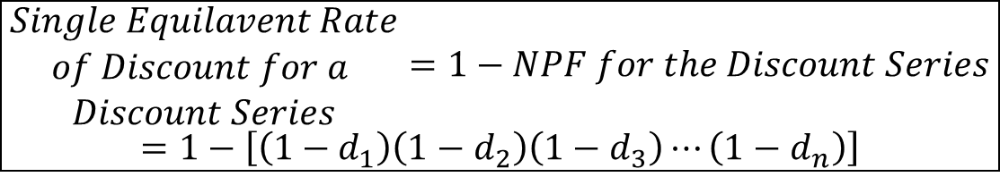 Single Equilavent Rate
of Discount for a = 1 − NPF for the Discount Series
Discount Series
= 1 − [(1 − d₁)(1 − d₂)(1 − d₃) ⋯ (1 − dₙ)]